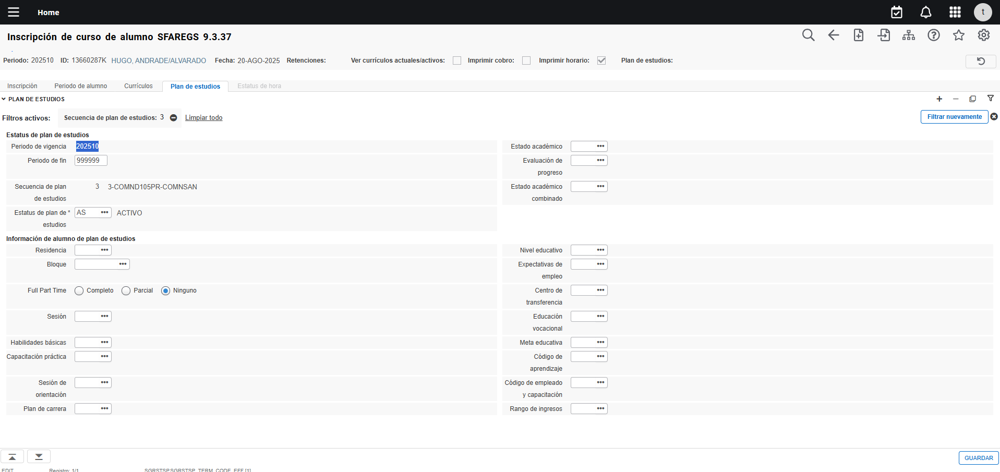 Home
t
Inscripción de curso de alumno SFAREGS 9.3.37
Periodo: 202510 ID: 13660287K HUGO, ANDRADE/ALVARADO Fecha: 20-AGO-2025 Retenciones: Ver currículos actuales/activos: Imprimir cobro: Imprimir horario: Plan de estudios:
Inscripción Periodo de alumno Currículos Plan de estudios Estatus de hora
PLAN DE ESTUDIOS
Filtros activos: Secuencia de plan de estudios: 3 Limpiar todo Filtrar nuevamente
Estatus de plan de estudios
Periodo de vigencia 202510
Periodo de fin 999999
Secuencia de plan de estudios 3 3-COMND105PR-COMNSAN
Estatus de plan de * AS ACTIVO
estudios
Estado académico
Evaluación de
progreso
Estado académico
combinado
Información de alumno de plan de estudios
Residencia
Bloque
Full Part Time Completo Parcial Ninguno
Sesión
Habilidades básicas
Capacitación práctica
Sesión de
orientación
Plan de carrera
Nivel educativo
Expectativas de
empleo
Centro de
transferencia
Educación
vocacional
Meta educativa
Código de
aprendizaje
Código de empleado
y capacitación
Rango de ingresos
GUARDAR
EDIT Registro: 1/1 SGRSTSP.SGRSTSP_TERM_CODE_EFF [1]